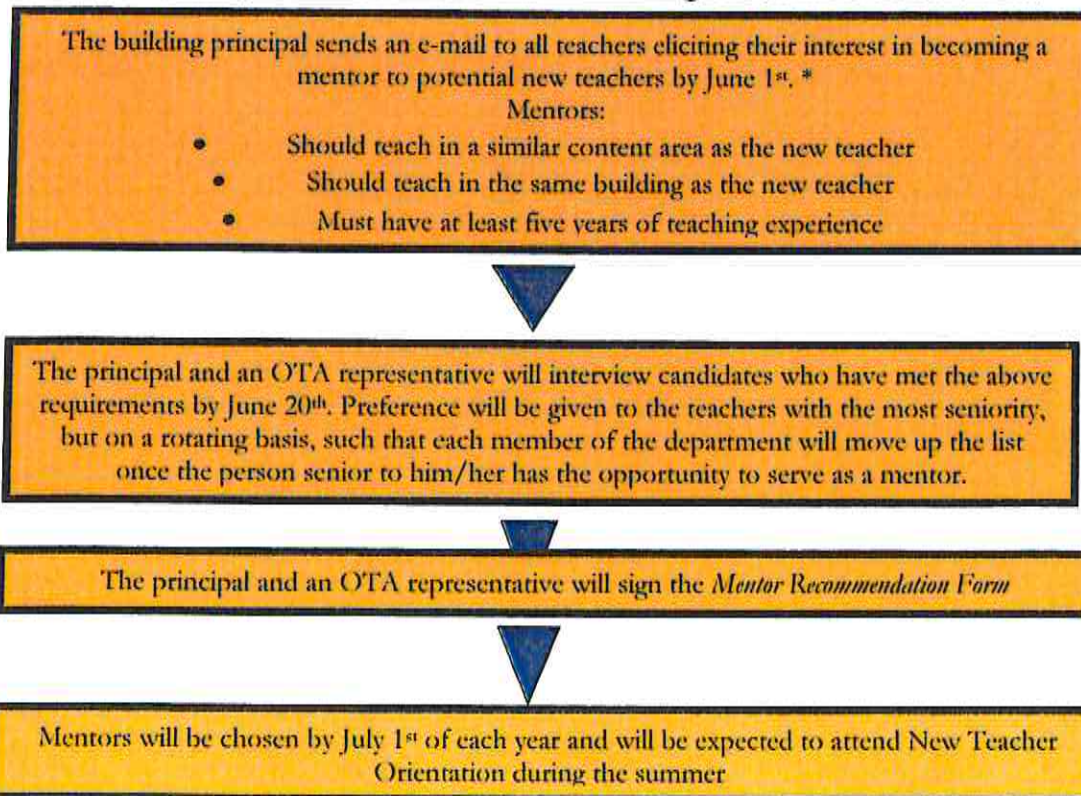 The building principal sends an e-mail to all teachers eliciting their interest in becoming a
mentor to potential new teachers by June 1st. *
Mentors:
• Should teach in a similar content area as the new teacher
• Should teach in the same building as the new teacher
• Must have at least five years of teaching experience
The principal and an OTA representative will interview candidates who have met the above
requirements by June 20th. Preference will be given to the teachers with the most seniority,
but on a rotating basis, such that each member of the department will move up the list
once the person senior to him/her has the opportunity to serve as a mentor.
The principal and an OTA representative will sign the Mentor Recommendation Form
Mentors will be chosen by July 1st of each year and will be expected to attend New Teacher
Orientation during the summer